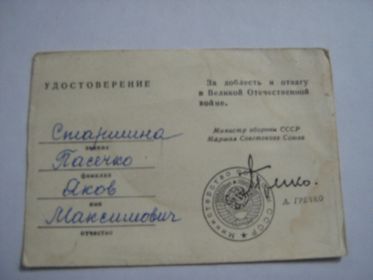 УДОСТОВЕРЕНИЕ
Старшина
звание
Пасечко
фамилия
Яков
имя
Максимович
отчество
За доблесть и отвагу
в Великой Отечественной
войне.
Министр обороны СССР
Маршал Советского Союза
А. ГРЕЧКО